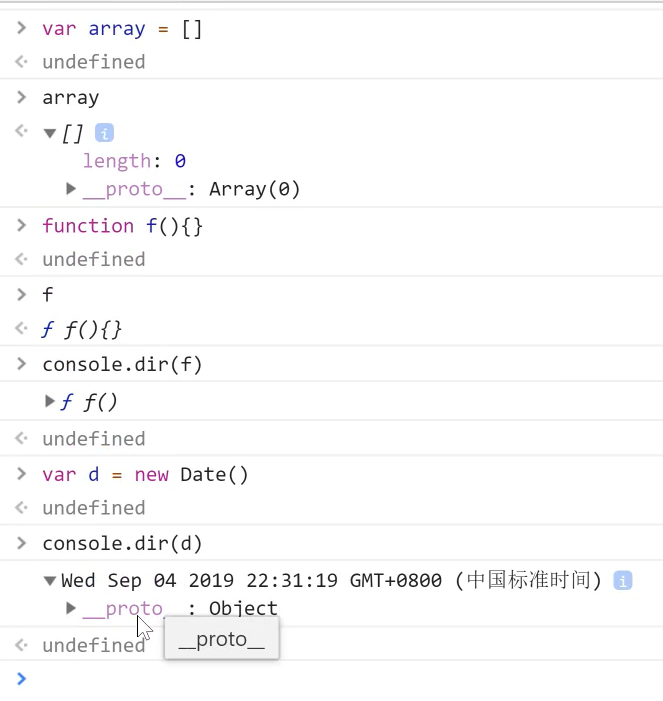 > var array = []
<· undefined
> array
<· ▼[] i
length: 0
▶__proto__: Array(0)
> function f(){}
<· undefined
> f
<· ƒ f(){}
> console.dir(f)
▶ƒ f()
<· undefined
> var d = new Date()
<· undefined
> console.dir(d)
▼Wed Sep 04 2019 22:31:19 GMT+0800 (中国标准时间) i
▶__proto__: Object
<· undefined
__proto__
>